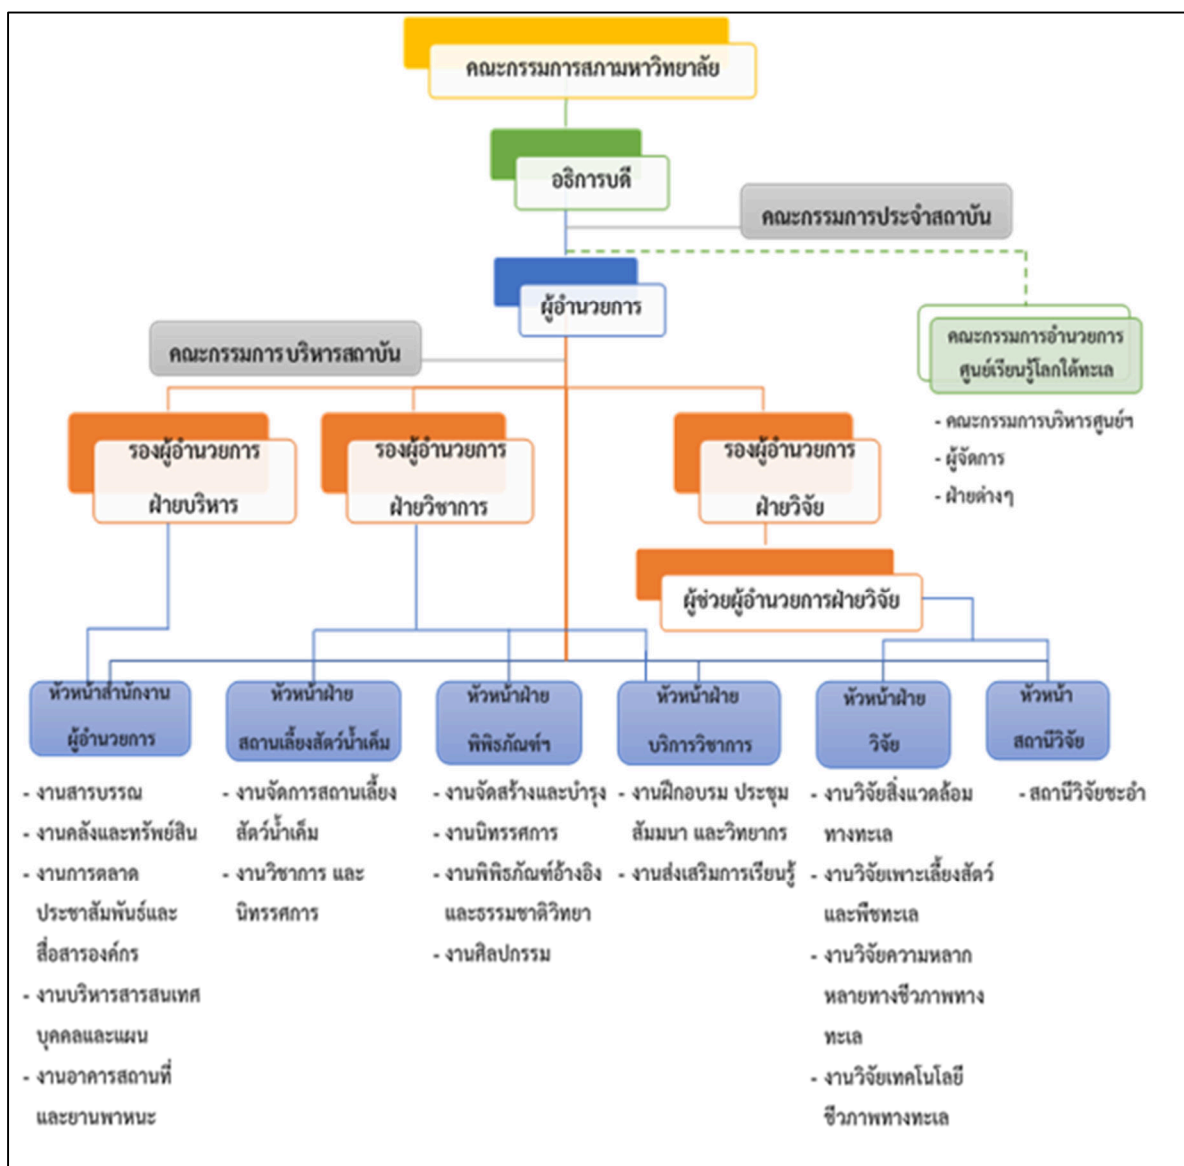 คณะกรรมการสภามหาวิทยาลัย
อธิการบดี
คณะกรรมการประจำสถาบัน
ผู้อำนวยการ
คณะกรรมการบริหารสถาบัน
คณะกรรมการอำนวยการ
ศูนย์เรียนรู้โลกใต้ทะเล
- คณะกรรมการบริหารศูนย์ฯ
- ผู้จัดการ
- ฝ่ายต่างๆ
รองผู้อำนวยการ
ฝ่ายบริหาร
รองผู้อำนวยการ
ฝ่ายวิชาการ
รองผู้อำนวยการ
ฝ่ายวิจัย
ผู้ช่วยผู้อำนวยการฝ่ายวิจัย
หัวหน้าสำนักงาน
ผู้อำนวยการ
- งานสารบรรณ
- งานคลังและทรัพย์สิน
- งานการตลาด
ประชาสัมพันธ์และ
สื่อสารองค์กร
- งานบริหารสารสนเทศ
บุคคลและแผน
- งานอาคารสถานที่
และยานพาหนะ
หัวหน้าฝ่าย
สถานเลี้ยงสัตว์น้ำเค็ม
- งานจัดการสถานเลี้ยง
สัตว์น้ำเค็ม
- งานวิชาการ และ
นิทรรศการ
หัวหน้าฝ่าย
พิพิธภัณฑ์ฯ
- งานจัดสร้างและบำรุง
- งานนิทรรศการ
- งานพิพิธภัณฑ์อ้างอิง
และธรรมชาติวิทยา
- งานศิลปกรรม
หัวหน้าฝ่าย
บริการวิชาการ
- งานฝึกอบรม ประชุม
สัมมนา และวิทยากร
- งานส่งเสริมการเรียนรู้
หัวหน้าฝ่าย
วิจัย
- งานวิจัยสิ่งแวดล้อม
ทางทะเล
- งานวิจัยเพาะเลี้ยงสัตว์
และพืชทะเล
- งานวิจัยความหลาก
หลายทางชีวภาพทาง
ทะเล
- งานวิจัยเทคโนโลยี
ชีวภาพทางทะเล
หัวหน้า
สถานีวิจัย
- สถานีวิจัยชะอำ